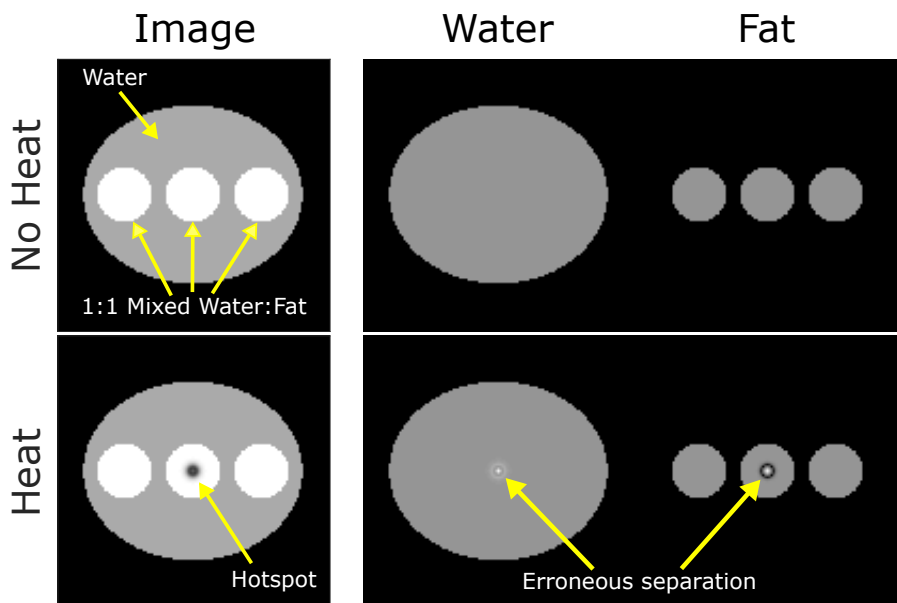 Image
Water
Fat
No Heat
Water
1:1 Mixed Water:Fat
Heat
Hotspot
Erroneous separation